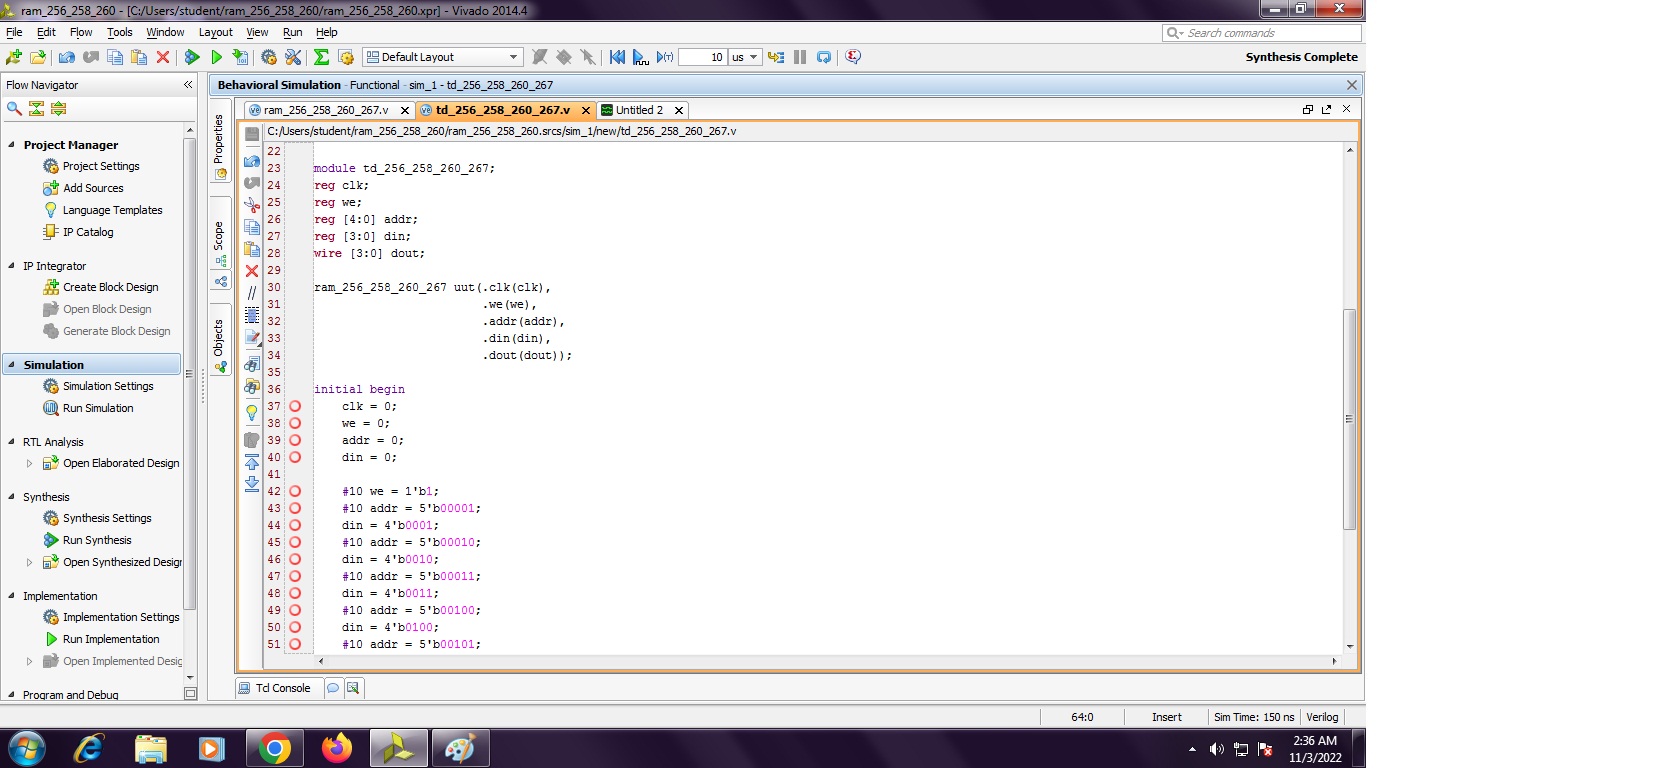 ram_256_258_260 - [C:/Users/student/ram_256_258_260/ram_256_258_260.xpr] - Vivado 2014.4
File Edit Flow Tools Window Layout View Run Help
Search commands
Default Layout
10 us
Synthesis Complete
Flow Navigator
Project Manager
Project Settings
Add Sources
Language Templates
IP Catalog
IP Integrator
Create Block Design
Open Block Design
Generate Block Design
Simulation
Simulation Settings
Run Simulation
RTL Analysis
Open Elaborated Design
Synthesis
Synthesis Settings
Run Synthesis
Open Synthesized Design
Implementation
Implementation Settings
Run Implementation
Open Implemented Desig
Program and Debug
Behavioral Simulation - Functional - sim_1 - td_256_258_260_267
Properties
Scope
Objects
ram_256_258_260_267.v
td_256_258_260_267.v
Untitled 2
C:/Users/student/ram_256_258_260/ram_256_258_260.srcs/sim_1/new/td_256_258_260_267.v
22
23 module td_256_258_260_267;
24 reg clk;
25 reg we;
26 reg [4:0] addr;
27 reg [3:0] din;
28 wire [3:0] dout;
29
30 ram_256_258_260_267 uut(.clk(clk),
31 .we(we),
32 .addr(addr),
33 .din(din),
34 .dout(dout));
35
36 initial begin
37 clk = 0;
38 we = 0;
39 addr = 0;
40 din = 0;
41
42 #10 we = 1'b1;
43 #10 addr = 5'b00001;
44 din = 4'b0001;
45 #10 addr = 5'b00010;
46 din = 4'b0010;
47 #10 addr = 5'b00011;
48 din = 4'b0011;
49 #10 addr = 5'b00100;
50 din = 4'b0100;
51 #10 addr = 5'b00101;
Tcl Console
64:0
Insert
Sim Time: 150 ns
Verilog
2:36 AM
11/3/2022